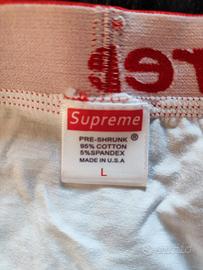 Supreme
PRE-SHRUNK ®
95% COTTON
5%SPANDEX
MADE IN U.S.A
L